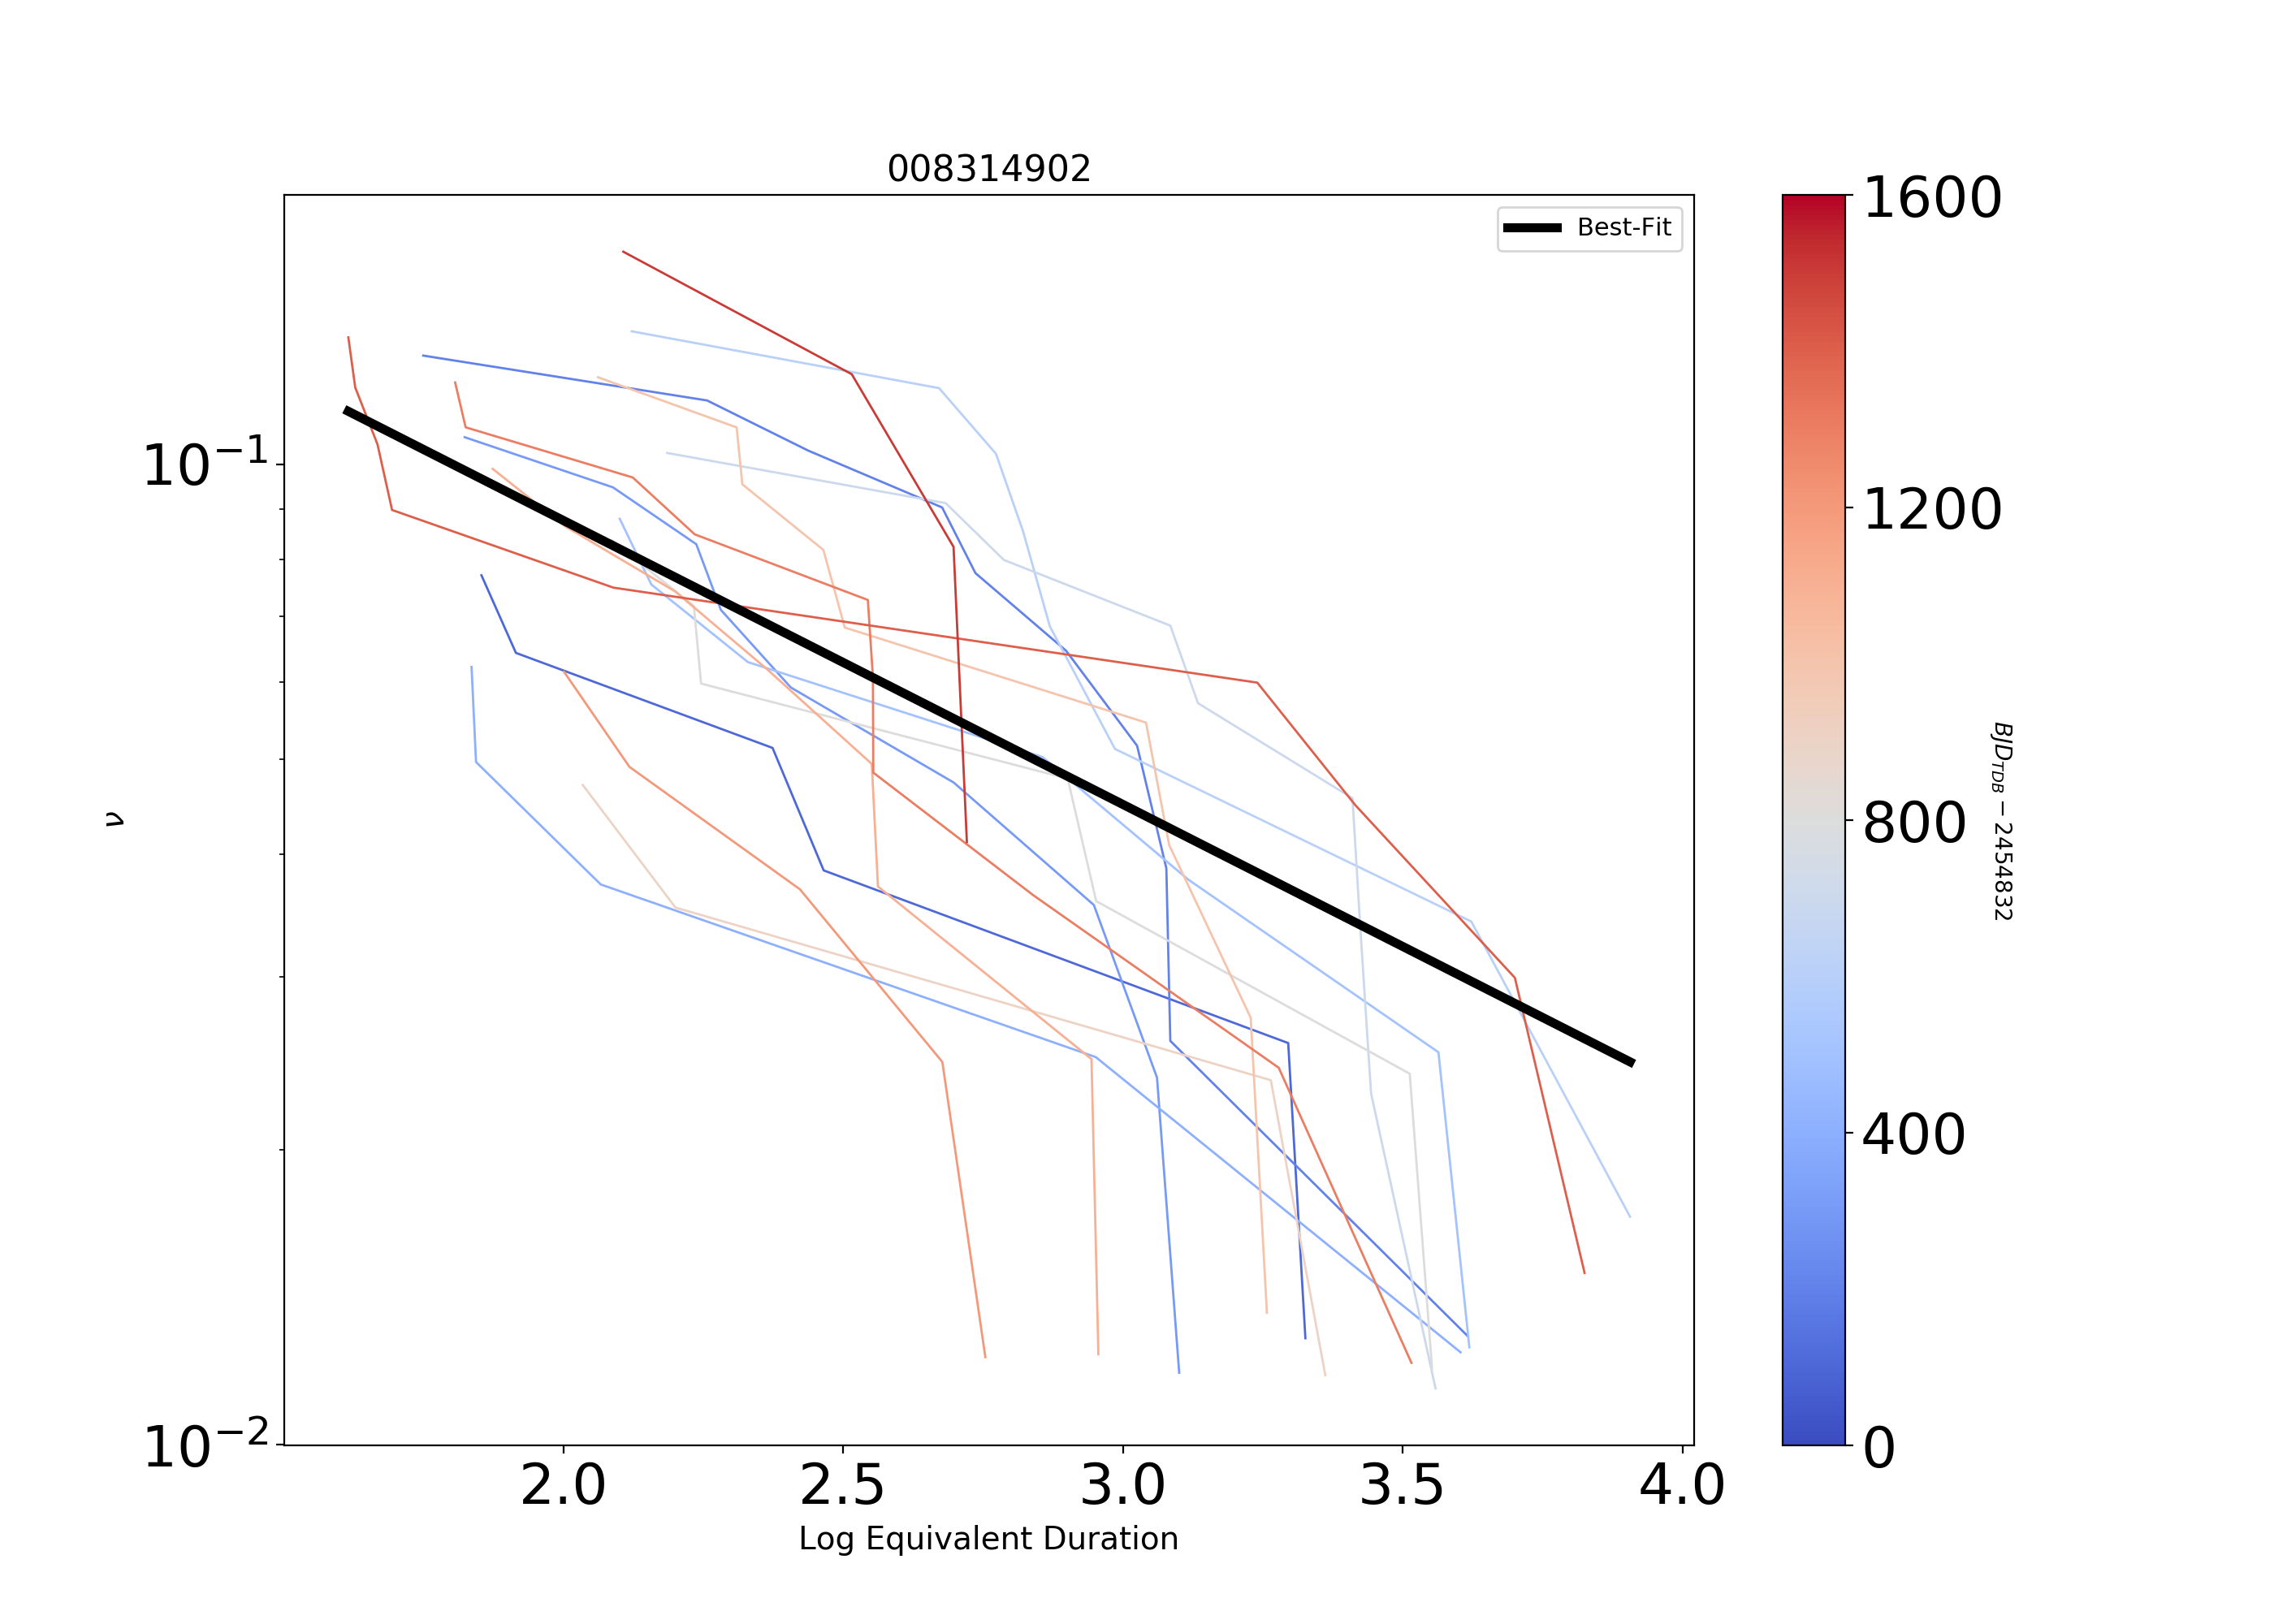 008314902
Best-Fit
10⁻¹
10⁻²
ν
2.0 2.5 3.0 3.5 4.0
Log Equivalent Duration
1600
1200
800
400
0
BJD_TDB − 2454832